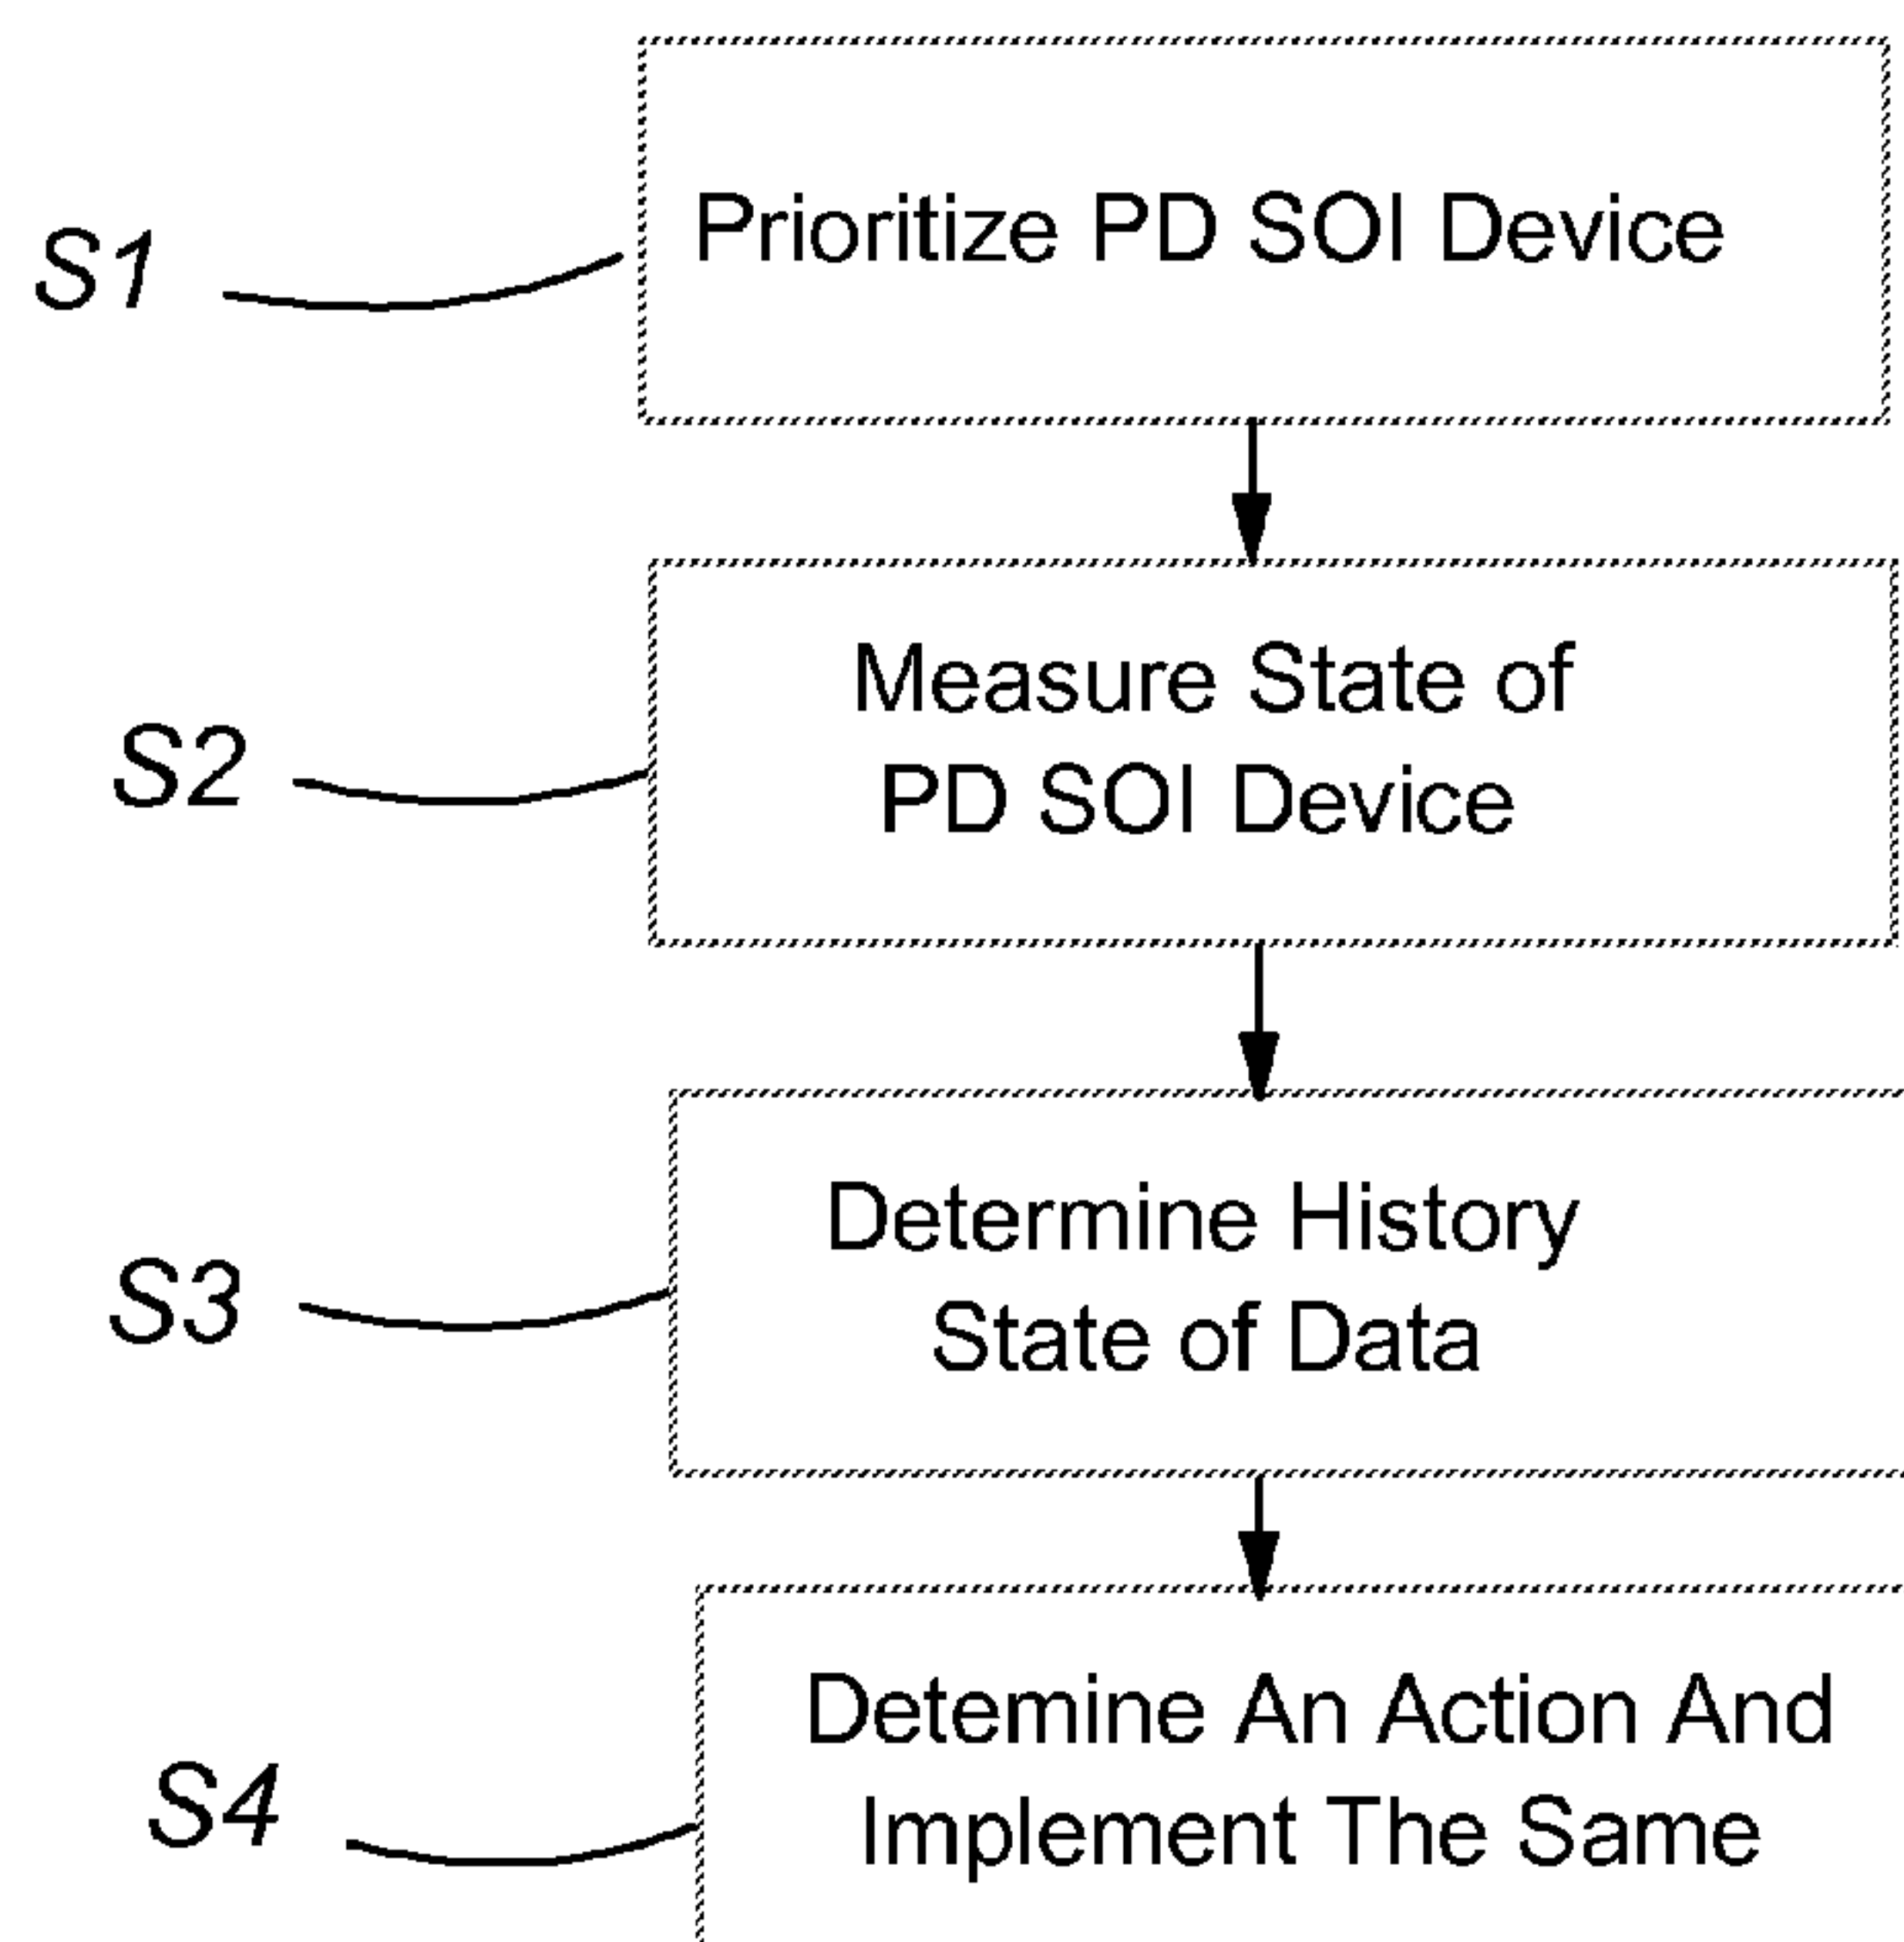 S1
Prioritize PD SOI Device
S2
Measure State of
PD SOI Device
S3
Determine History
State of Data
S4
Detemine An Action And
Implement The Same